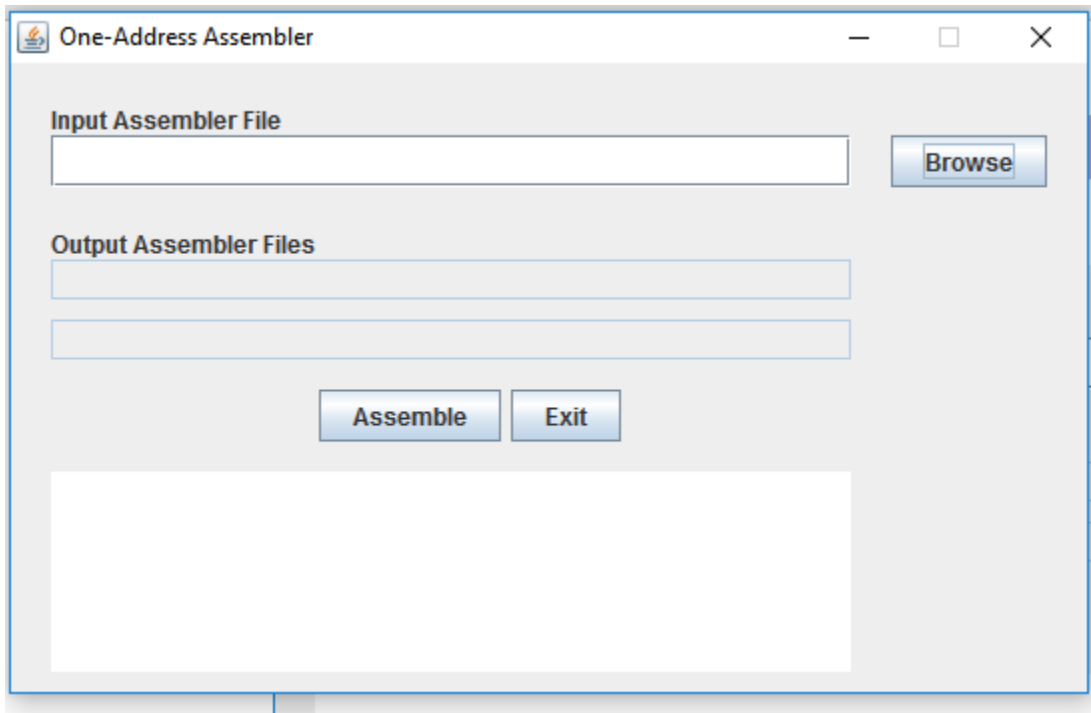 One-Address Assembler
Input Assembler File
Browse
Output Assembler Files
Assemble Exit